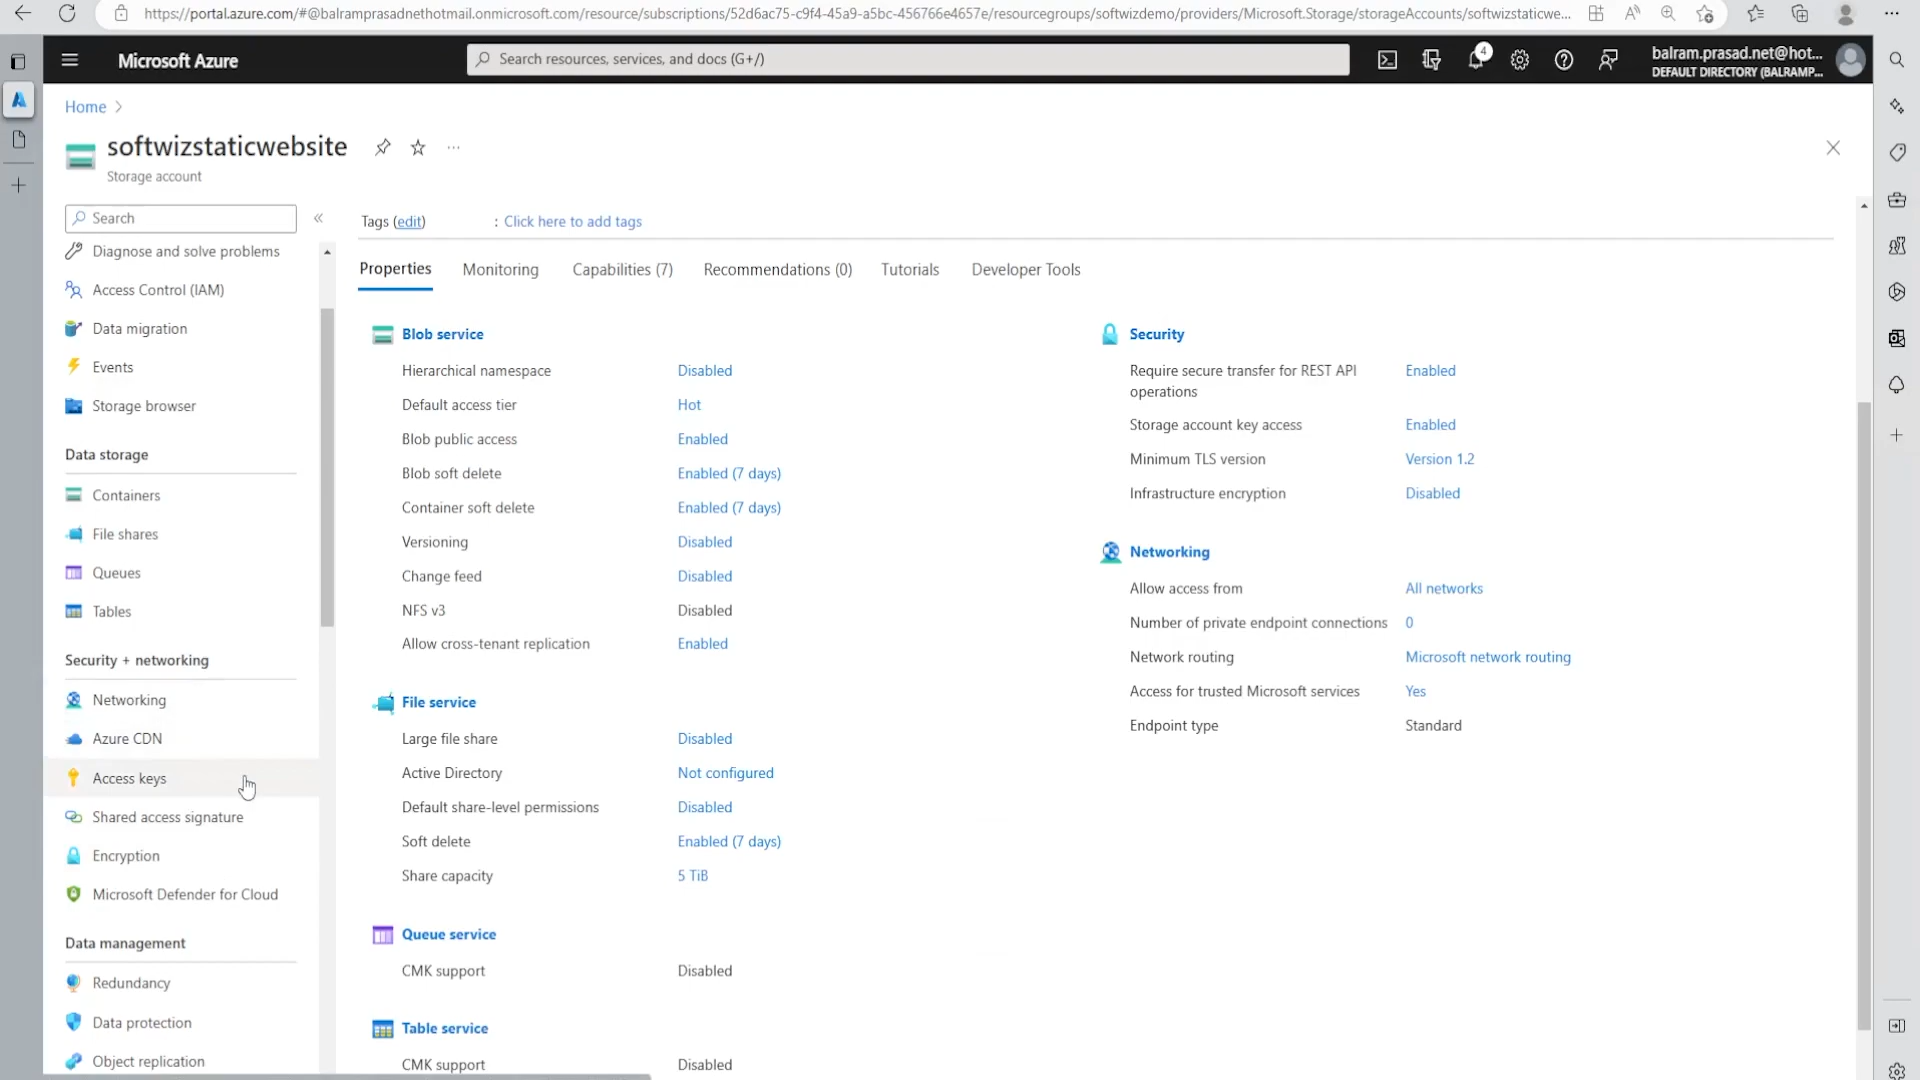 https://portal.azure.com/#@balramprasadnethotmail.onmicrosoft.com/resource/subscriptions/52d6ac75-c9f4-45a9-a5bc-456766e4657e/resourcegroups/softwizdemo/providers/Microsoft.Storage/storageAccounts/softwizstaticwe...
Microsoft Azure
Search resources, services, and docs (G+/)
4
balram.prasad.net@hot...
DEFAULT DIRECTORY (BALRAMP...
Home >
softwizstaticwebsite
...
Storage account
Search
«
Diagnose and solve problems
Access Control (IAM)
Data migration
Events
Storage browser
Data storage
Containers
File shares
Queues
Tables
Security + networking
Networking
Azure CDN
Access keys
Shared access signature
Encryption
Microsoft Defender for Cloud
Data management
Redundancy
Data protection
Object replication
Tags (edit) : Click here to add tags
Properties Monitoring Capabilities (7) Recommendations (0) Tutorials Developer Tools
Blob service
Hierarchical namespace Disabled
Default access tier Hot
Blob public access Enabled
Blob soft delete Enabled (7 days)
Container soft delete Enabled (7 days)
Versioning Disabled
Change feed Disabled
NFS v3 Disabled
Allow cross-tenant replication Enabled
File service
Large file share Disabled
Active Directory Not configured
Default share-level permissions Disabled
Soft delete Enabled (7 days)
Share capacity 5 TiB
Queue service
CMK support Disabled
Table service
CMK support Disabled
Security
Require secure transfer for REST API Enabled
operations
Storage account key access Enabled
Minimum TLS version Version 1.2
Infrastructure encryption Disabled
Networking
Allow access from All networks
Number of private endpoint connections 0
Network routing Microsoft network routing
Access for trusted Microsoft services Yes
Endpoint type Standard